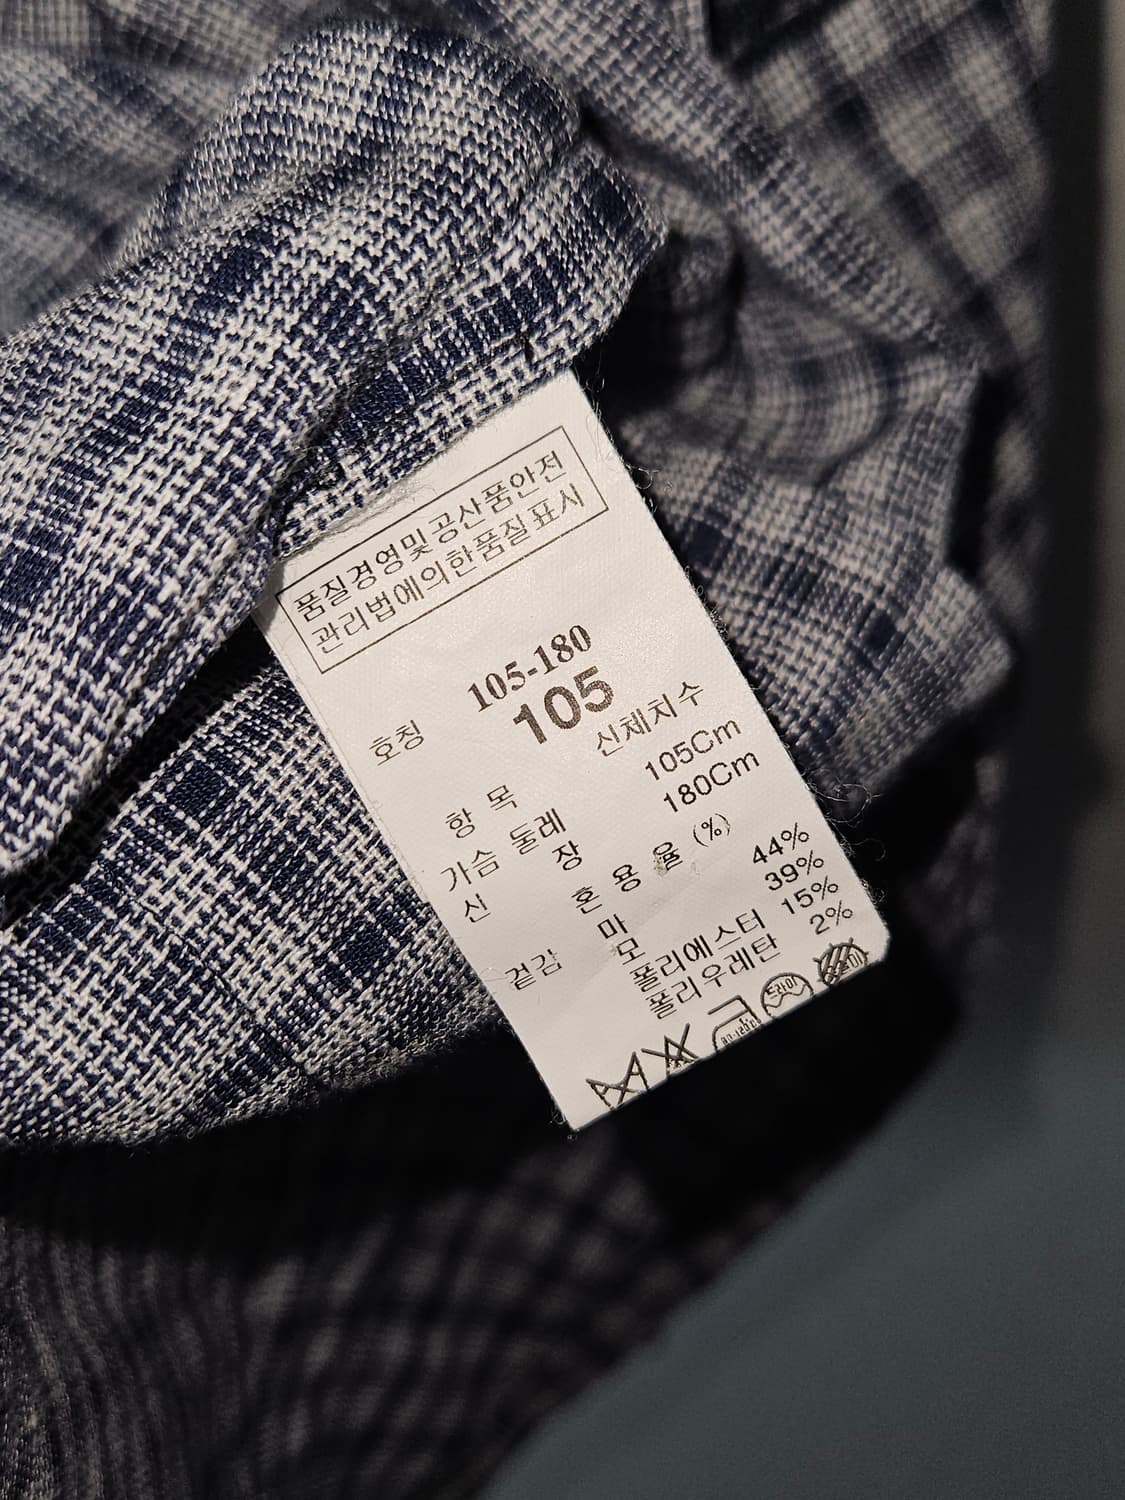 품질경영및공산품안전
관리법에의한품질표시
105-180
호칭 105
항 목 신체치수
가슴 둘레 105Cm
신 장 180Cm
혼 용 율 (%)
겉감 마 44%
모 39%
폴리에스터 15%
폴리우레탄 2%
드라이